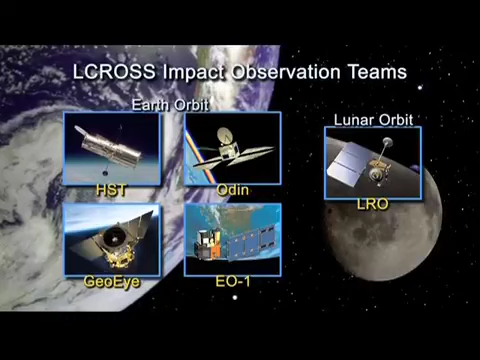 LCROSS Impact Observation Teams
Earth Orbit
Lunar Orbit
HST
Odin
LRO
GeoEye
EO-1